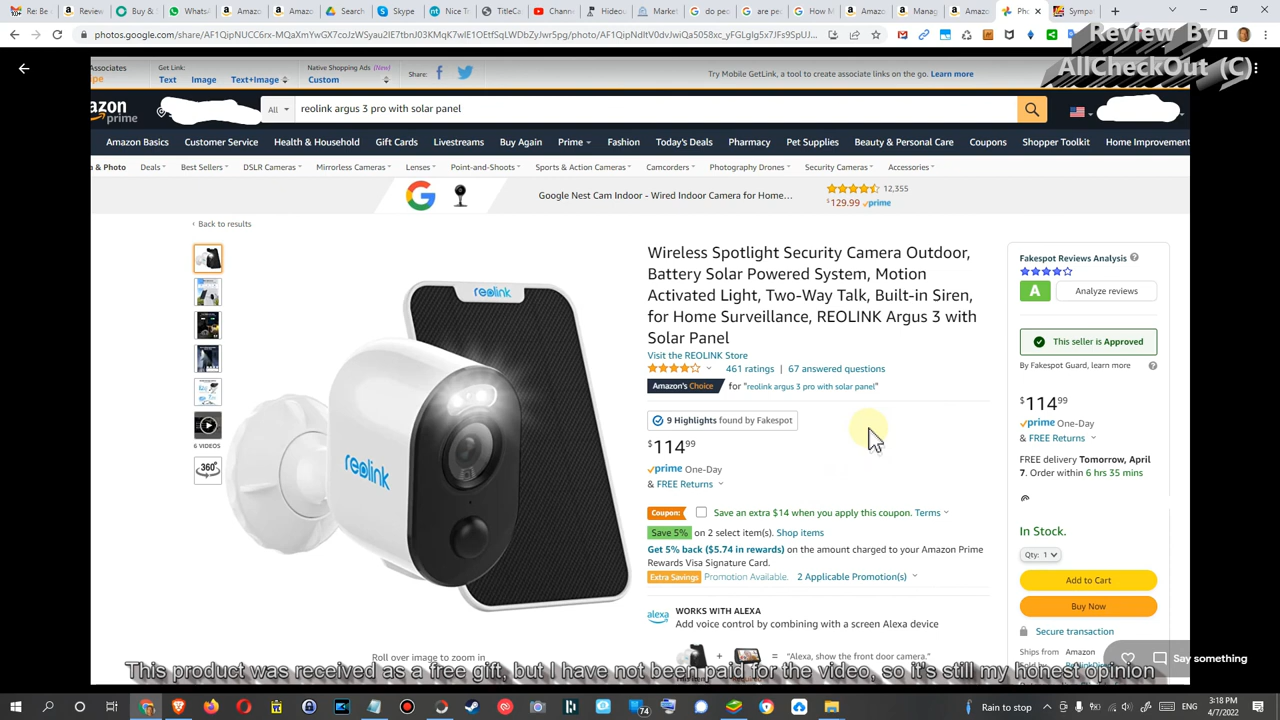 Review By
AllCheckOut (C)
photos.google.com/share/
Associates
Get Link:
Text Image Text+Image
Native Shopping Ads (New)
Custom
Share:
Try Mobile GetLink, a tool to create associate links on the go. Learn more
prime
All
reolink argus 3 pro with solar panel
Amazon Basics Customer Service Health & Household Gift Cards Livestreams Buy Again Prime Fashion Today's Deals Pharmacy Pet Supplies Beauty & Personal Care Coupons Shopper Toolkit Home Improvement
a & Photo Deals Best Sellers DSLR Cameras Mirrorless Cameras Lenses Point-and-Shoots Sports & Action Cameras Camcorders Photography Drones Security Cameras Accessories
Google Nest Cam Indoor - Wired Indoor Camera for Home...
12,355
$129.99 prime
‹ Back to results
6 VIDEOS
360°
reolink
reolink
Roll over image to zoom in
Wireless Spotlight Security Camera Outdoor,
Battery Solar Powered System, Motion
Activated Light, Two-Way Talk, Built-in Siren,
for Home Surveillance, REOLINK Argus 3 with
Solar Panel
Visit the REOLINK Store
461 ratings | 67 answered questions
Amazon's Choice for "reolink argus 3 pro with solar panel"
9 Highlights found by Fakespot
$114.99
prime One-Day
& FREE Returns
Coupon: Save an extra $14 when you apply this coupon. Terms
Save 5% on 2 select item(s). Shop items
Get 5% back ($5.74 in rewards) on the amount charged to your Amazon Prime
Rewards Visa Signature Card.
Extra Savings Promotion Available. 2 Applicable Promotion(s)
alexa
WORKS WITH ALEXA
Add voice control by combining with a screen Alexa device
+ = "Alexa, show the front door camera."
Fakespot Reviews Analysis
A
Analyze reviews
This seller is Approved
By Fakespot Guard, learn more
$114.99
prime One-Day
& FREE Returns
FREE delivery Tomorrow, April
7. Order within 6 hrs 35 mins
In Stock.
Qty: 1
Add to Cart
Buy Now
Secure transaction
Ships from Amazon
Say something
This product was received as a free gift, but I have not been paid for the video, so it's still my honest opinion
74
Rain to stop
3:18 PM
4/7/2022